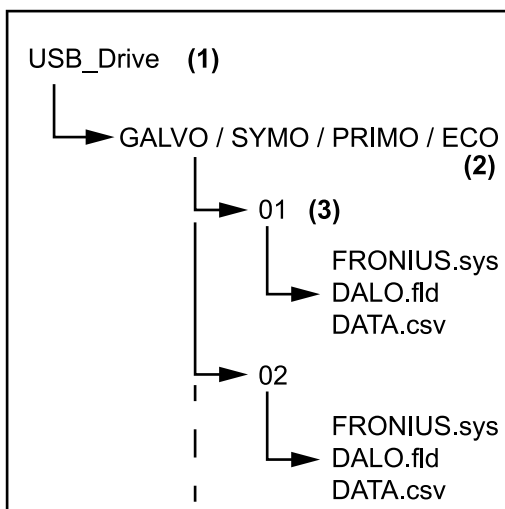 USB_Drive (1)
GALVO / SYMO / PRIMO / ECO
(2)
01 (3)
FRONIUS.sys
DALO.fld
DATA.csv
02
FRONIUS.sys
DALO.fld
DATA.csv